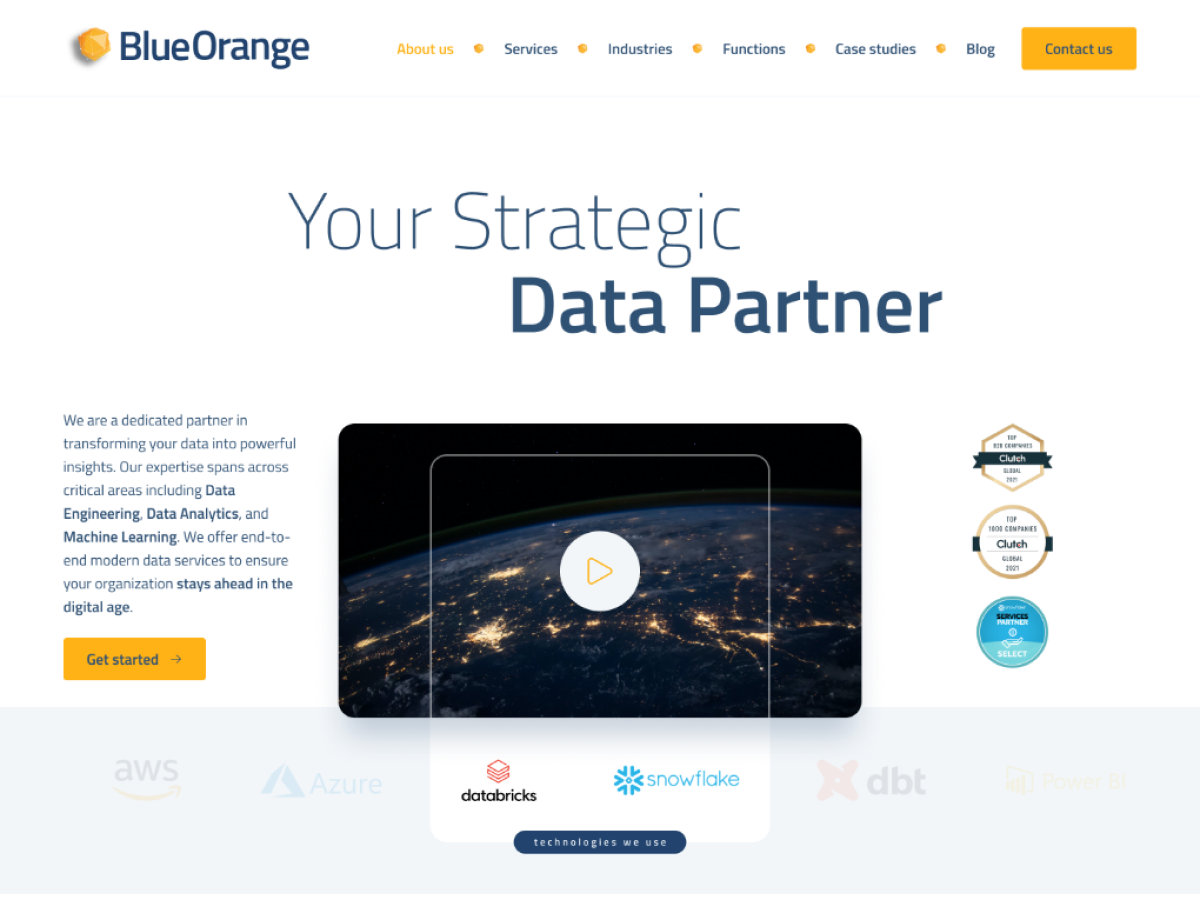 BlueOrange
About us
Services
Industries
Functions
Case studies
Blog
Contact us
Your Strategic
Data Partner
We are a dedicated partner in
transforming your data into powerful
insights. Our expertise spans across
critical areas including Data
Engineering, Data Analytics, and
Machine Learning. We offer end-to-
end modern data services to ensure
your organization stays ahead in the
digital age.
Get started
TOP
B2B COMPANIES
Clutch
GLOBAL
2021
TOP
1000 COMPANIES
Clutch
GLOBAL
2021
snowflake
SERVICES
PARTNER
SELECT
aws
Azure
databricks
snowflake
dbt
Power BI
technologies we use